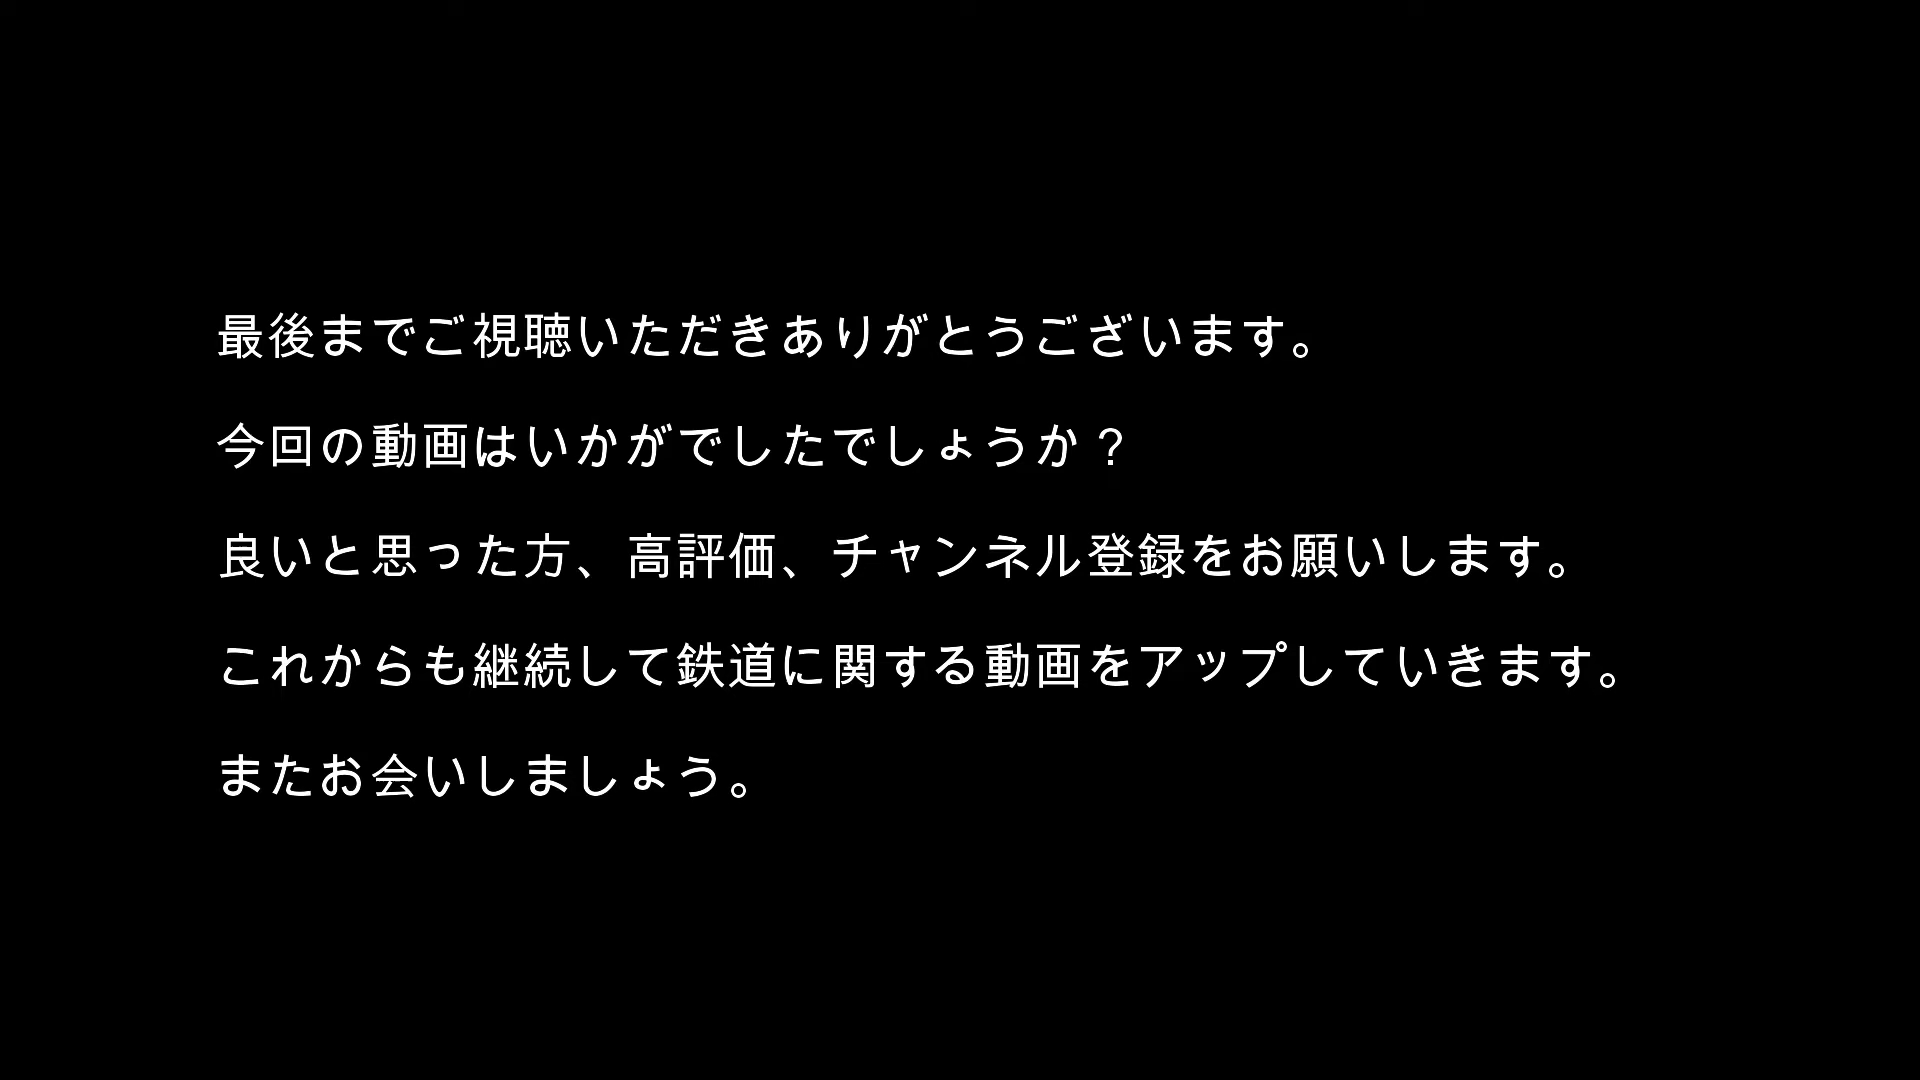 最後までご視聴いただきありがとうございます。
今回の動画はいかがでしたでしょうか？
良いと思った方、高評価、チャンネル登録をお願いします。
これからも継続して鉄道に関する動画をアップしていきます。
またお会いしましょう。